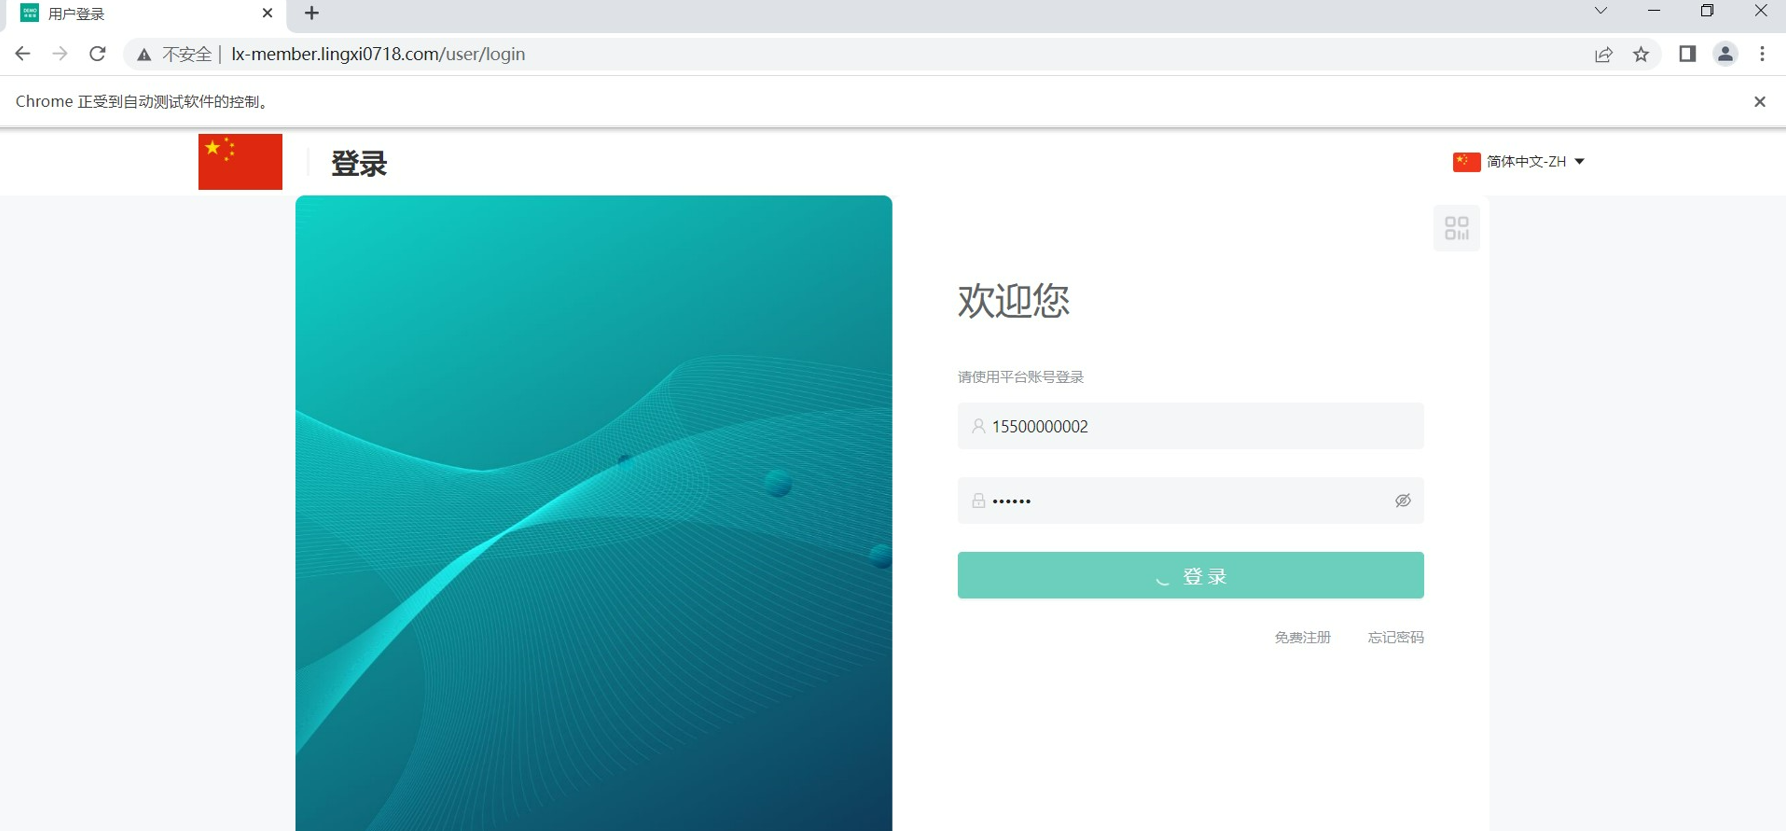 用户登录
不安全 | lx-member.lingxi0718.com/user/login
Chrome 正受到自动测试软件的控制。
登录
简体中文-ZH
欢迎您
请使用平台账号登录
15500000002
••••••
登 录
免费注册 忘记密码